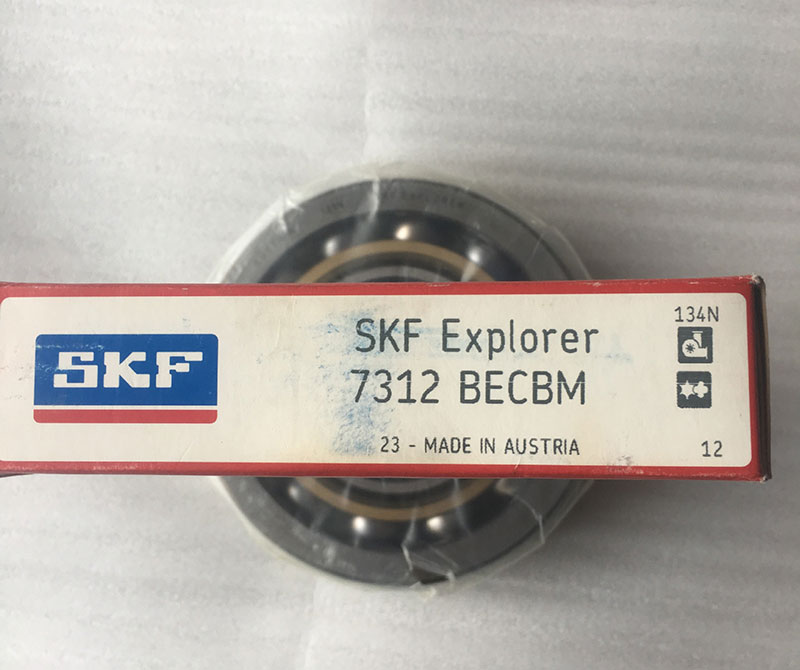 SKF
SKF Explorer
7312 BECBM
23 - MADE IN AUSTRIA
134N
12